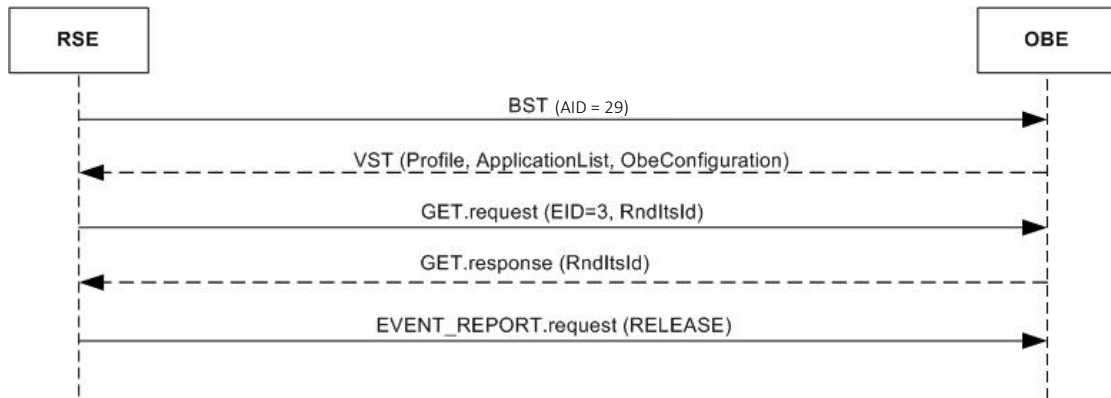 RSE
OBE
BST (AID = 29)
VST (Profile, ApplicationList, ObeConfiguration)
GET.request (EID=3, RndItsId)
GET.response (RndItsId)
EVENT_REPORT.request (RELEASE)